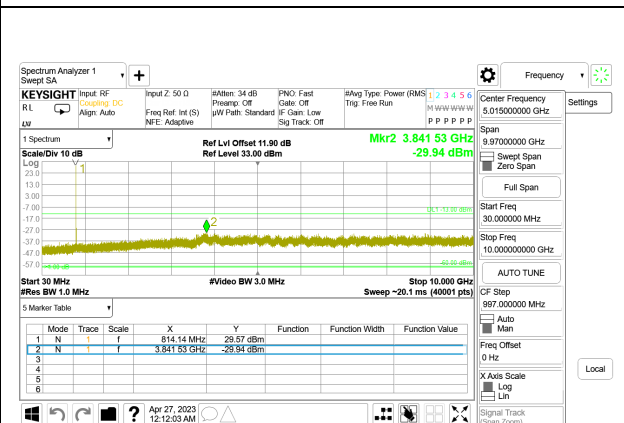 Spectrum Analyzer 1
Swept SA
+
Frequency
KEYSIGHT
RL
Input: RF
Coupling: DC
Align: Auto
Input Z: 50 Ω
Freq Ref: Int (S)
NFE: Adaptive
#Atten: 34 dB
Preamp: Off
µW Path: Standard
PNO: Fast
Gate: Off
IF Gain: Low
Sig Track: Off
#Avg Type: Power (RMS
Trig: Free Run
1 2 3 4 5 6
M W W W W W
P P P P P P
Center Frequency
5.015000000 GHz
Settings
Span
9.97000000 GHz
Swept Span
Zero Span
Full Span
Start Freq
30.000000 MHz
Stop Freq
10.000000000 GHz
AUTO TUNE
CF Step
997.000000 MHz
Auto
Man
Freq Offset
0 Hz
X Axis Scale
Log
Lin
Signal Track
(Span Zoom)
Local
1 Spectrum
Scale/Div 10 dB
Log
Ref Lvl Offset 11.90 dB
Ref Level 33.00 dBm
Mkr2 3.841 53 GHz
-29.94 dBm
23.0
13.0
3.00
-7.00
-17.0
-27.0
-37.0
-47.0
-57.0
1
2
DL1 -13.00 dBm
Start 30 MHz
#Res BW 1.0 MHz
#Video BW 3.0 MHz
Stop 10.000 GHz
Sweep ~20.1 ms (40001 pts)
5 Marker Table
Mode Trace Scale X Y Function Function Width Function Value
1 N 1 f 814.14 MHz 29.57 dBm
2 N 1 f 3.841 53 GHz -29.94 dBm
3
4
5
6
?
Apr 27, 2023
12:12:03 AM